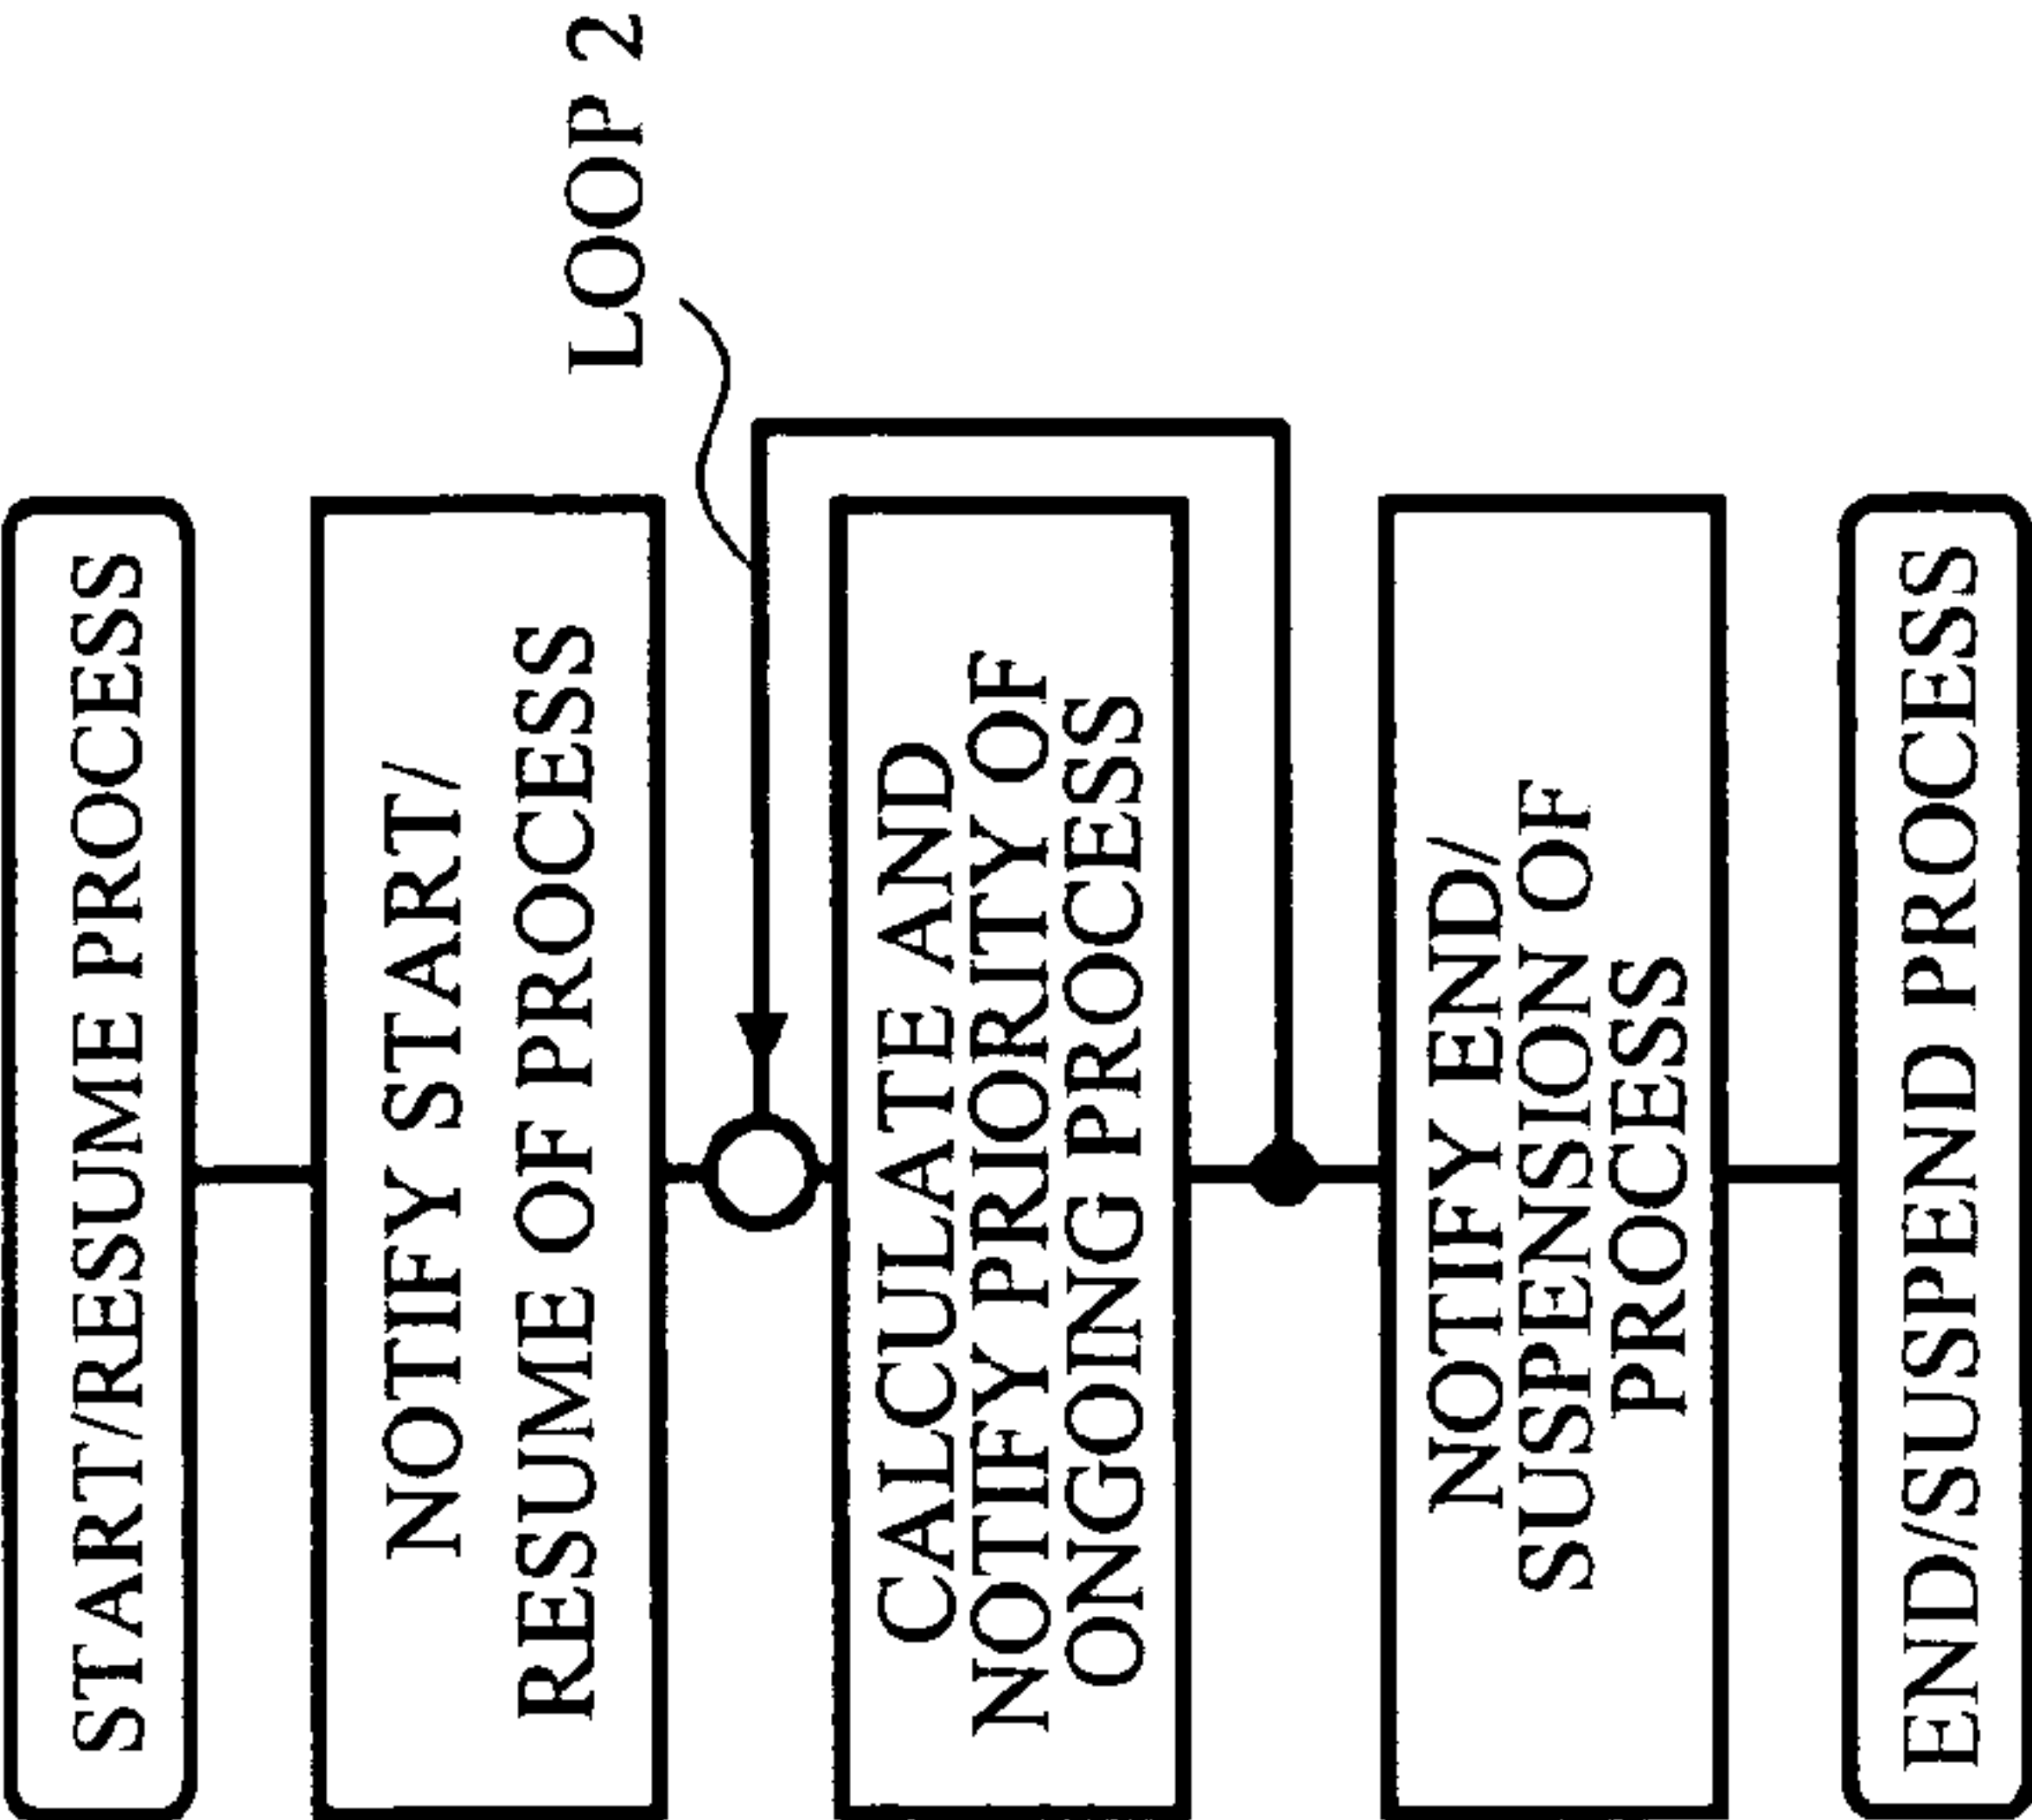 START/RESUME PROCESS
NOTIFY START/
RESUME OF PROCESS
LOOP 2
CALCULATE AND
NOTIFY PRIORITY OF
ONGOING PROCESS
NOTIFY END/
SUSPENSION OF
PROCESS
END/SUSPEND PROCESS